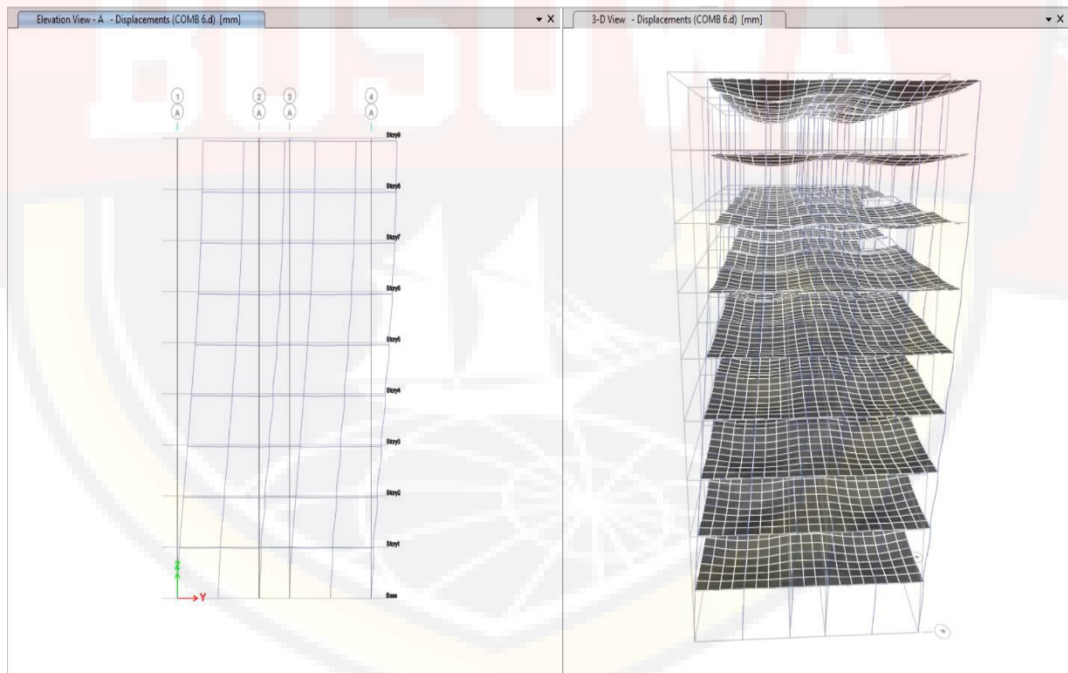 Elevation View - A - Displacements (COMB 6.d) [mm]
3-D View - Displacements (COMB 6.d) [mm]
BOSOWA
1
2
3
4
A
A
A
A
Story9
Story8
Story7
Story6
Story5
Story4
Story3
Story2
Story1
Base
Z
Y